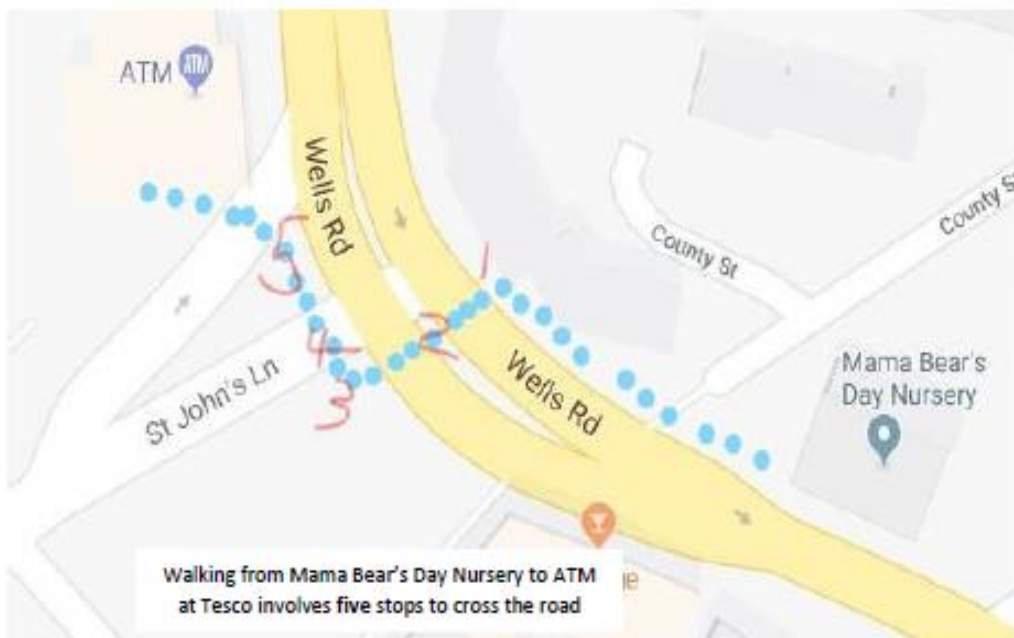 ATM
ATM
Wells Rd
County St
County St
1
5
2
Wells Rd
4
3
St John's Ln
Mama Bear's
Day Nursery
Walking from Mama Bear's Day Nursery to ATM
at Tesco involves five stops to cross the road